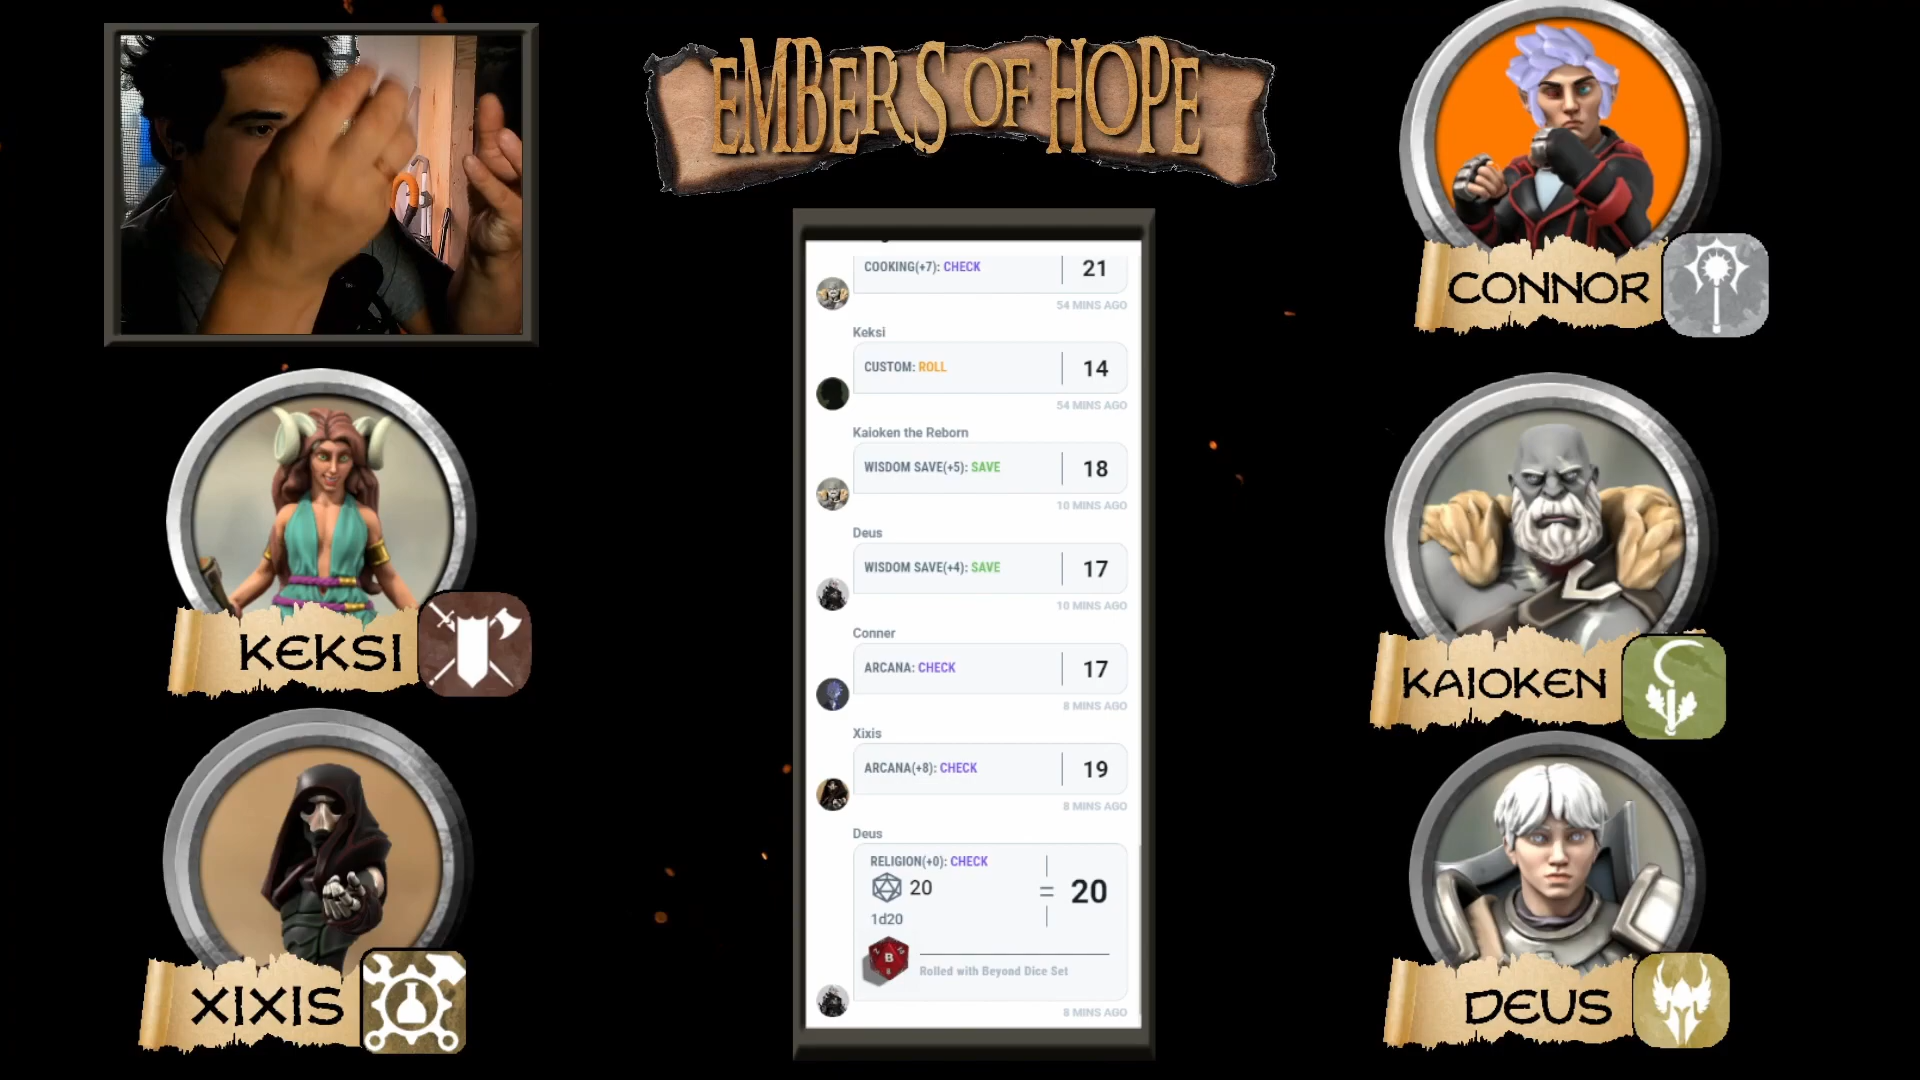 EMBERS OF HOPE
COOKING(+7): CHECK 21
54 MINS AGO
Keksi
CUSTOM: ROLL 14
54 MINS AGO
Kaioken the Reborn
WISDOM SAVE(+5): SAVE 18
10 MINS AGO
Deus
WISDOM SAVE(+4): SAVE 17
10 MINS AGO
Conner
ARCANA: CHECK 17
8 MINS AGO
Xixis
ARCANA(+8): CHECK 19
8 MINS AGO
Deus
RELIGION(+0): CHECK
20 = 20
1d20
B
Rolled with Beyond Dice Set
8 MINS AGO
KEKSI
XIXIS
CONNOR
KAIOKEN
DEUS